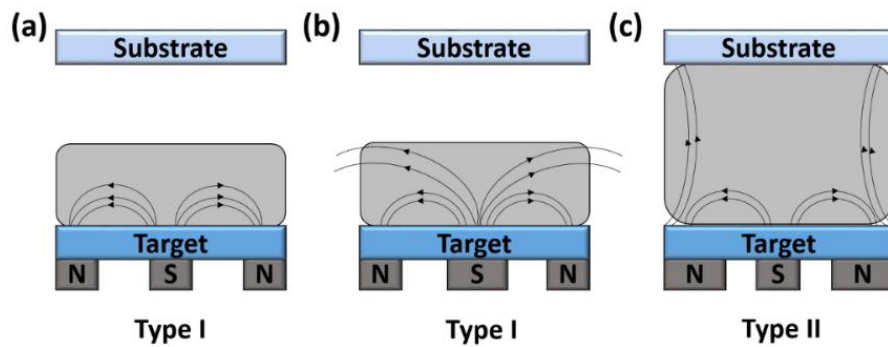 (a) (b) (c)
Substrate Substrate Substrate
Target Target Target
N S N N S N N S N
Type I Type I Type II